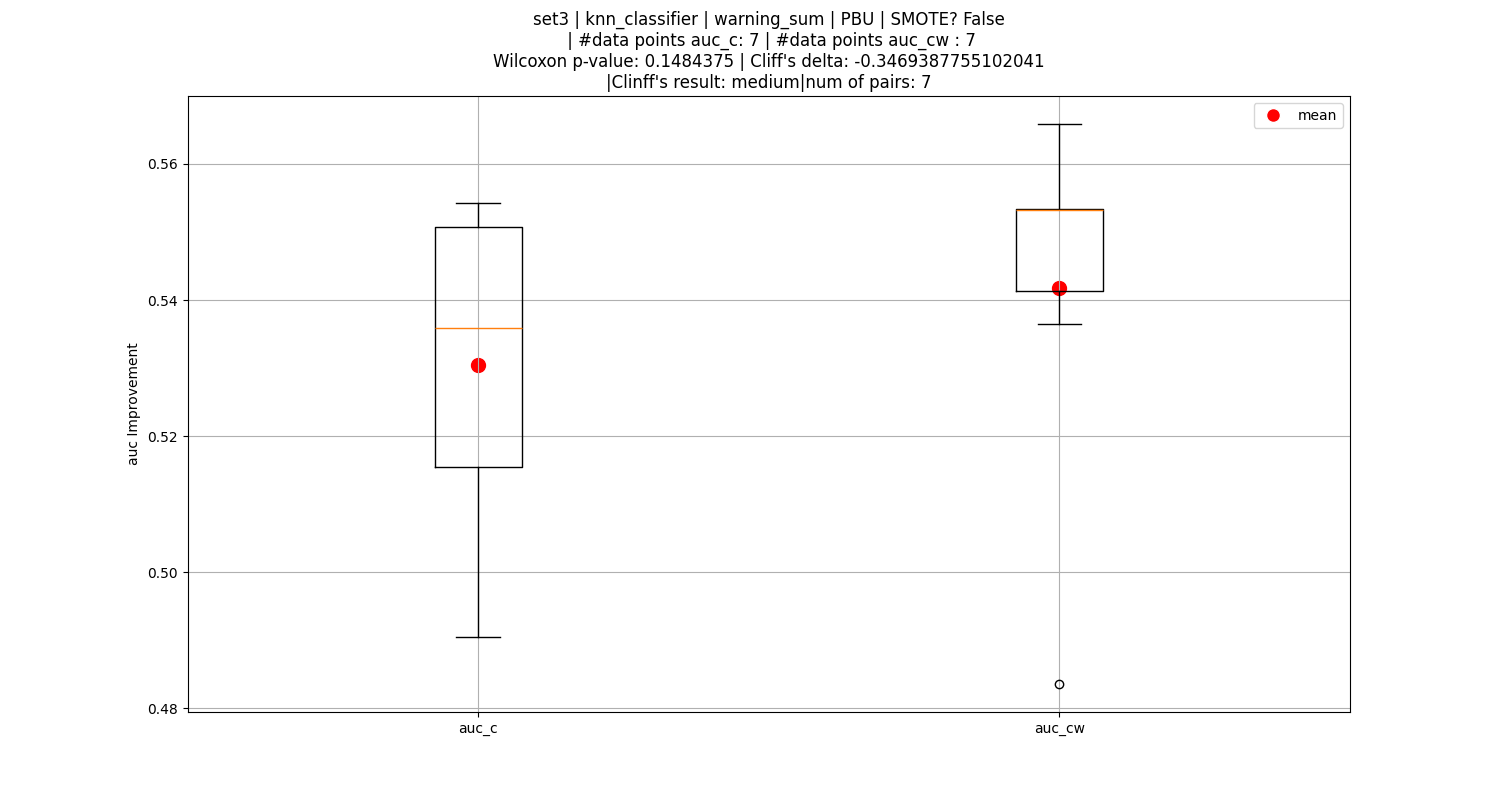 set3 | knn_classifier | warning_sum | PBU | SMOTE? False
| #data points auc_c: 7 | #data points auc_cw : 7
Wilcoxon p-value: 0.1484375 | Cliff's delta: -0.3469387755102041
|Clinff's result: medium|num of pairs: 7
mean
0.56
0.54
0.52
0.50
0.48
auc Improvement
auc_c
auc_cw